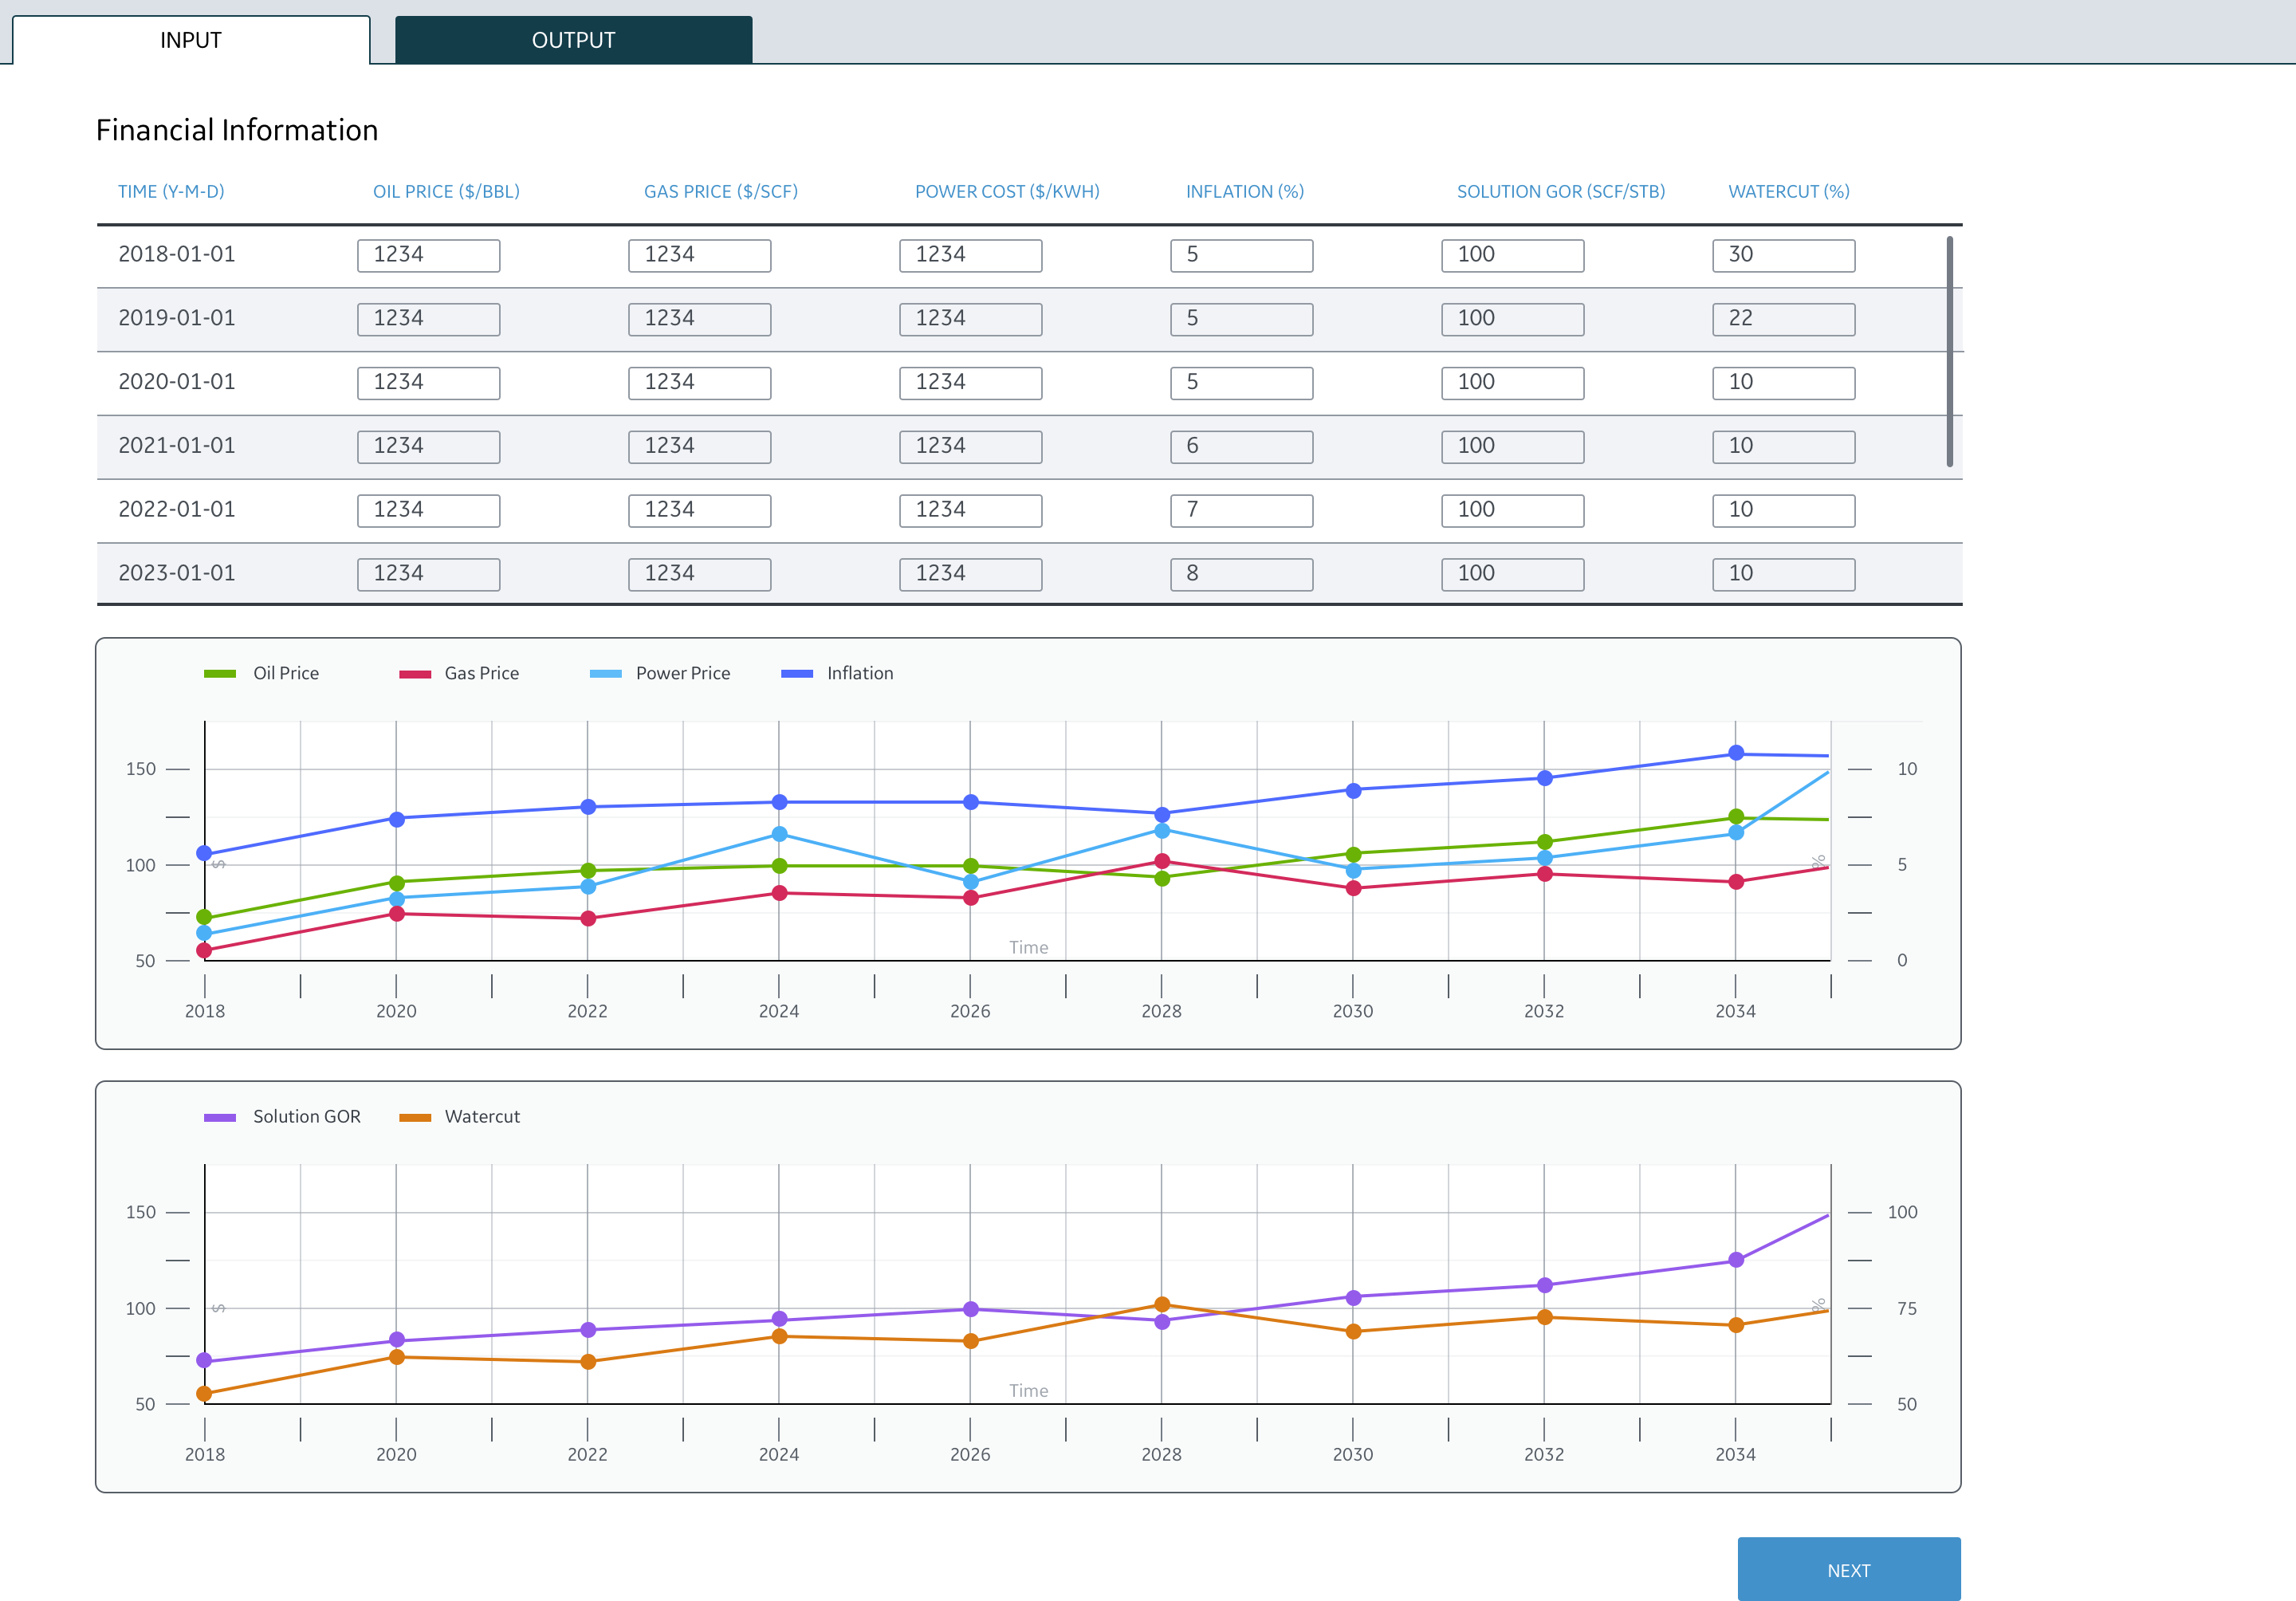 INPUT OUTPUT
Financial Information
TIME (Y-M-D) OIL PRICE ($/BBL) GAS PRICE ($/SCF) POWER COST ($/KWH) INFLATION (%) SOLUTION GOR (SCF/STB) WATERCUT (%)
2018-01-01 1234 1234 1234 5 100 30
2019-01-01 1234 1234 1234 5 100 22
2020-01-01 1234 1234 1234 5 100 10
2021-01-01 1234 1234 1234 6 100 10
2022-01-01 1234 1234 1234 7 100 10
2023-01-01 1234 1234 1234 8 100 10
Oil Price Gas Price Power Price Inflation
150 10
100 $ % 5
Time
50 0
2018 2020 2022 2024 2026 2028 2030 2032 2034
Solution GOR Watercut
150 100
100 $ % 75
Time
50 50
2018 2020 2022 2024 2026 2028 2030 2032 2034
NEXT